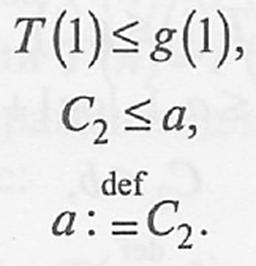 T(1) ≤ g(1),
C₂ ≤ a,
def
a := C₂.